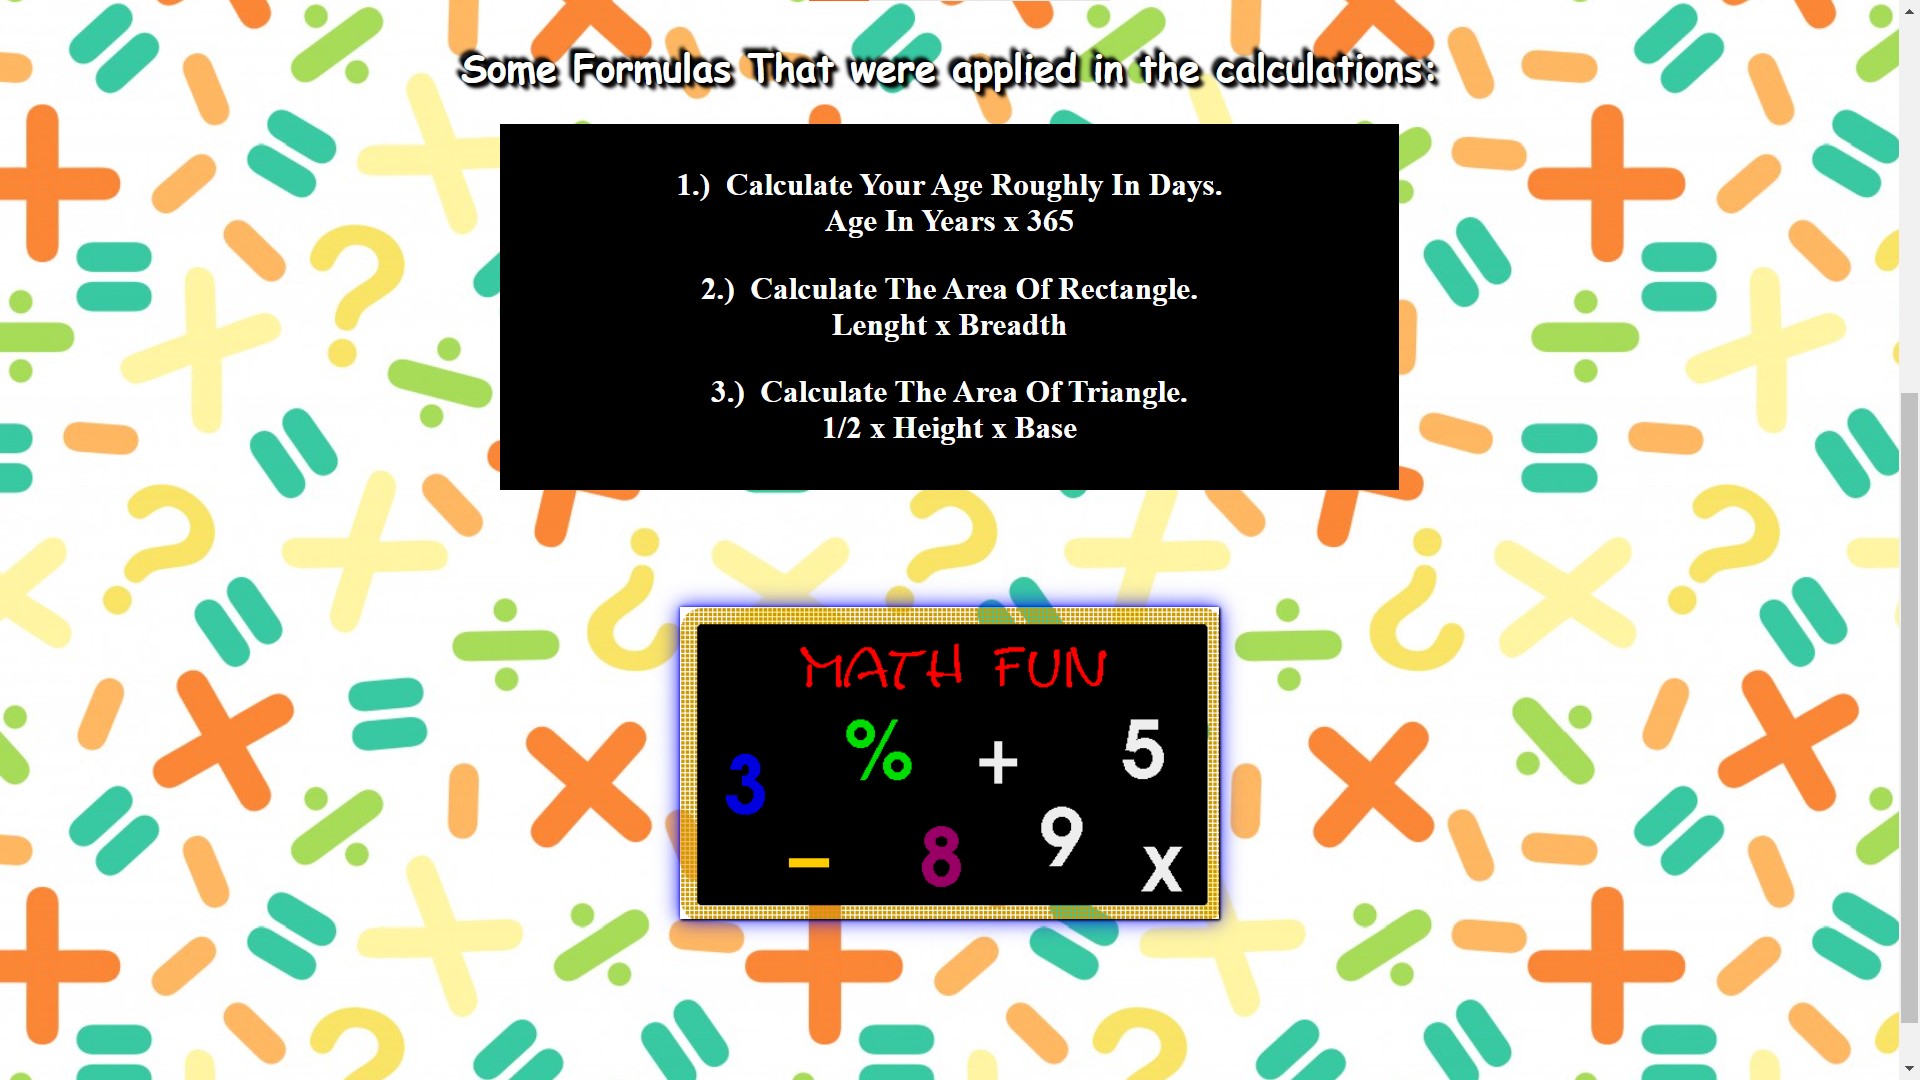 Some Formulas That were applied in the calculations:
1.) Calculate Your Age Roughly In Days.
Age In Years x 365
2.) Calculate The Area Of Rectangle.
Lenght x Breadth
3.) Calculate The Area Of Triangle.
1/2 x Height x Base
MATH FUN
% + 5
3
- 8 9 x